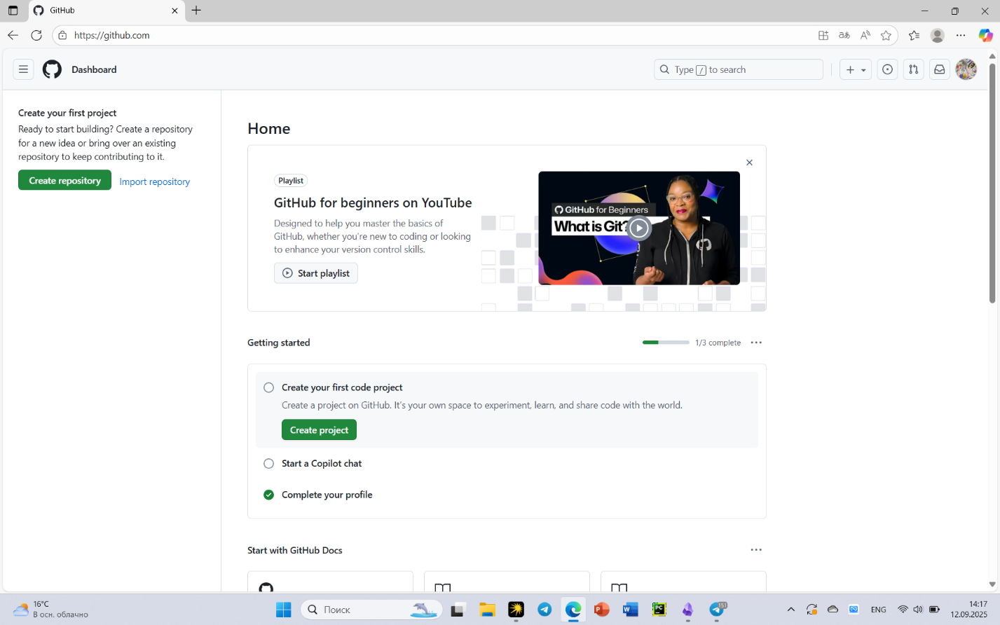 GitHub
https://github.com
Dashboard
Type / to search
Create your first project
Ready to start building? Create a repository
for a new idea or bring over an existing
repository to keep contributing to it.
Create repository
Import repository
Home
Playlist
GitHub for beginners on YouTube
Designed to help you master the basics of
GitHub, whether you're new to coding or looking
to enhance your version control skills.
Start playlist
GitHub for Beginners
What is Git?
Getting started
1/3 complete
Create your first code project
Create a project on GitHub. It's your own space to experiment, learn, and share code with the world.
Create project
Start a Copilot chat
Complete your profile
Start with GitHub Docs
16°C
В осн. облачно
Поиск
151
ENG
14:17
12.09.2025